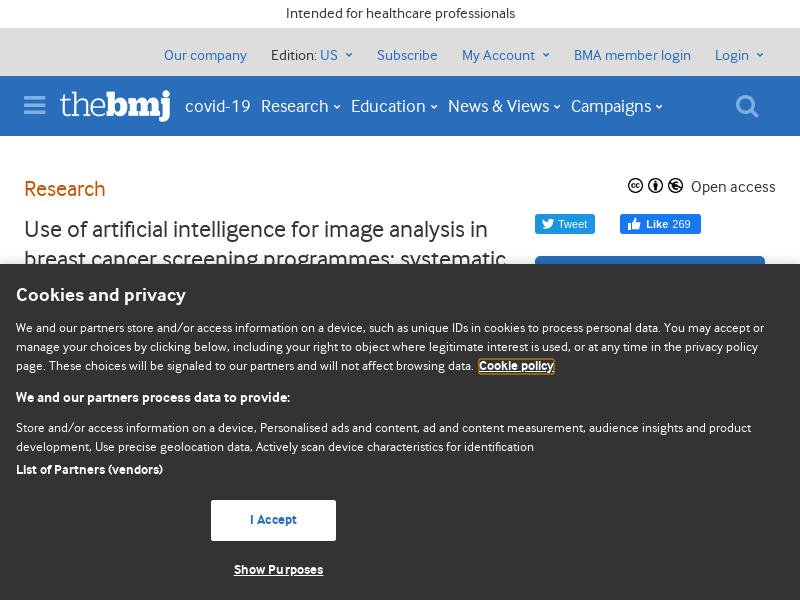 Intended for healthcare professionals
Our company Edition: US Subscribe My Account BMA member login Login
thebmj covid-19 Research Education News & Views Campaigns
Research
Open access
Use of artificial intelligence for image analysis in
breast cancer screening programmes: systematic
Tweet
Like 269
Cookies and privacy
We and our partners store and/or access information on a device, such as unique IDs in cookies to process personal data. You may accept or
manage your choices by clicking below, including your right to object where legitimate interest is used, or at any time in the privacy policy
page. These choices will be signaled to our partners and will not affect browsing data. Cookie policy
We and our partners process data to provide:
Store and/or access information on a device, Personalised ads and content, ad and content measurement, audience insights and product
development, Use precise geolocation data, Actively scan device characteristics for identification
List of Partners (vendors)
I Accept
Show Purposes